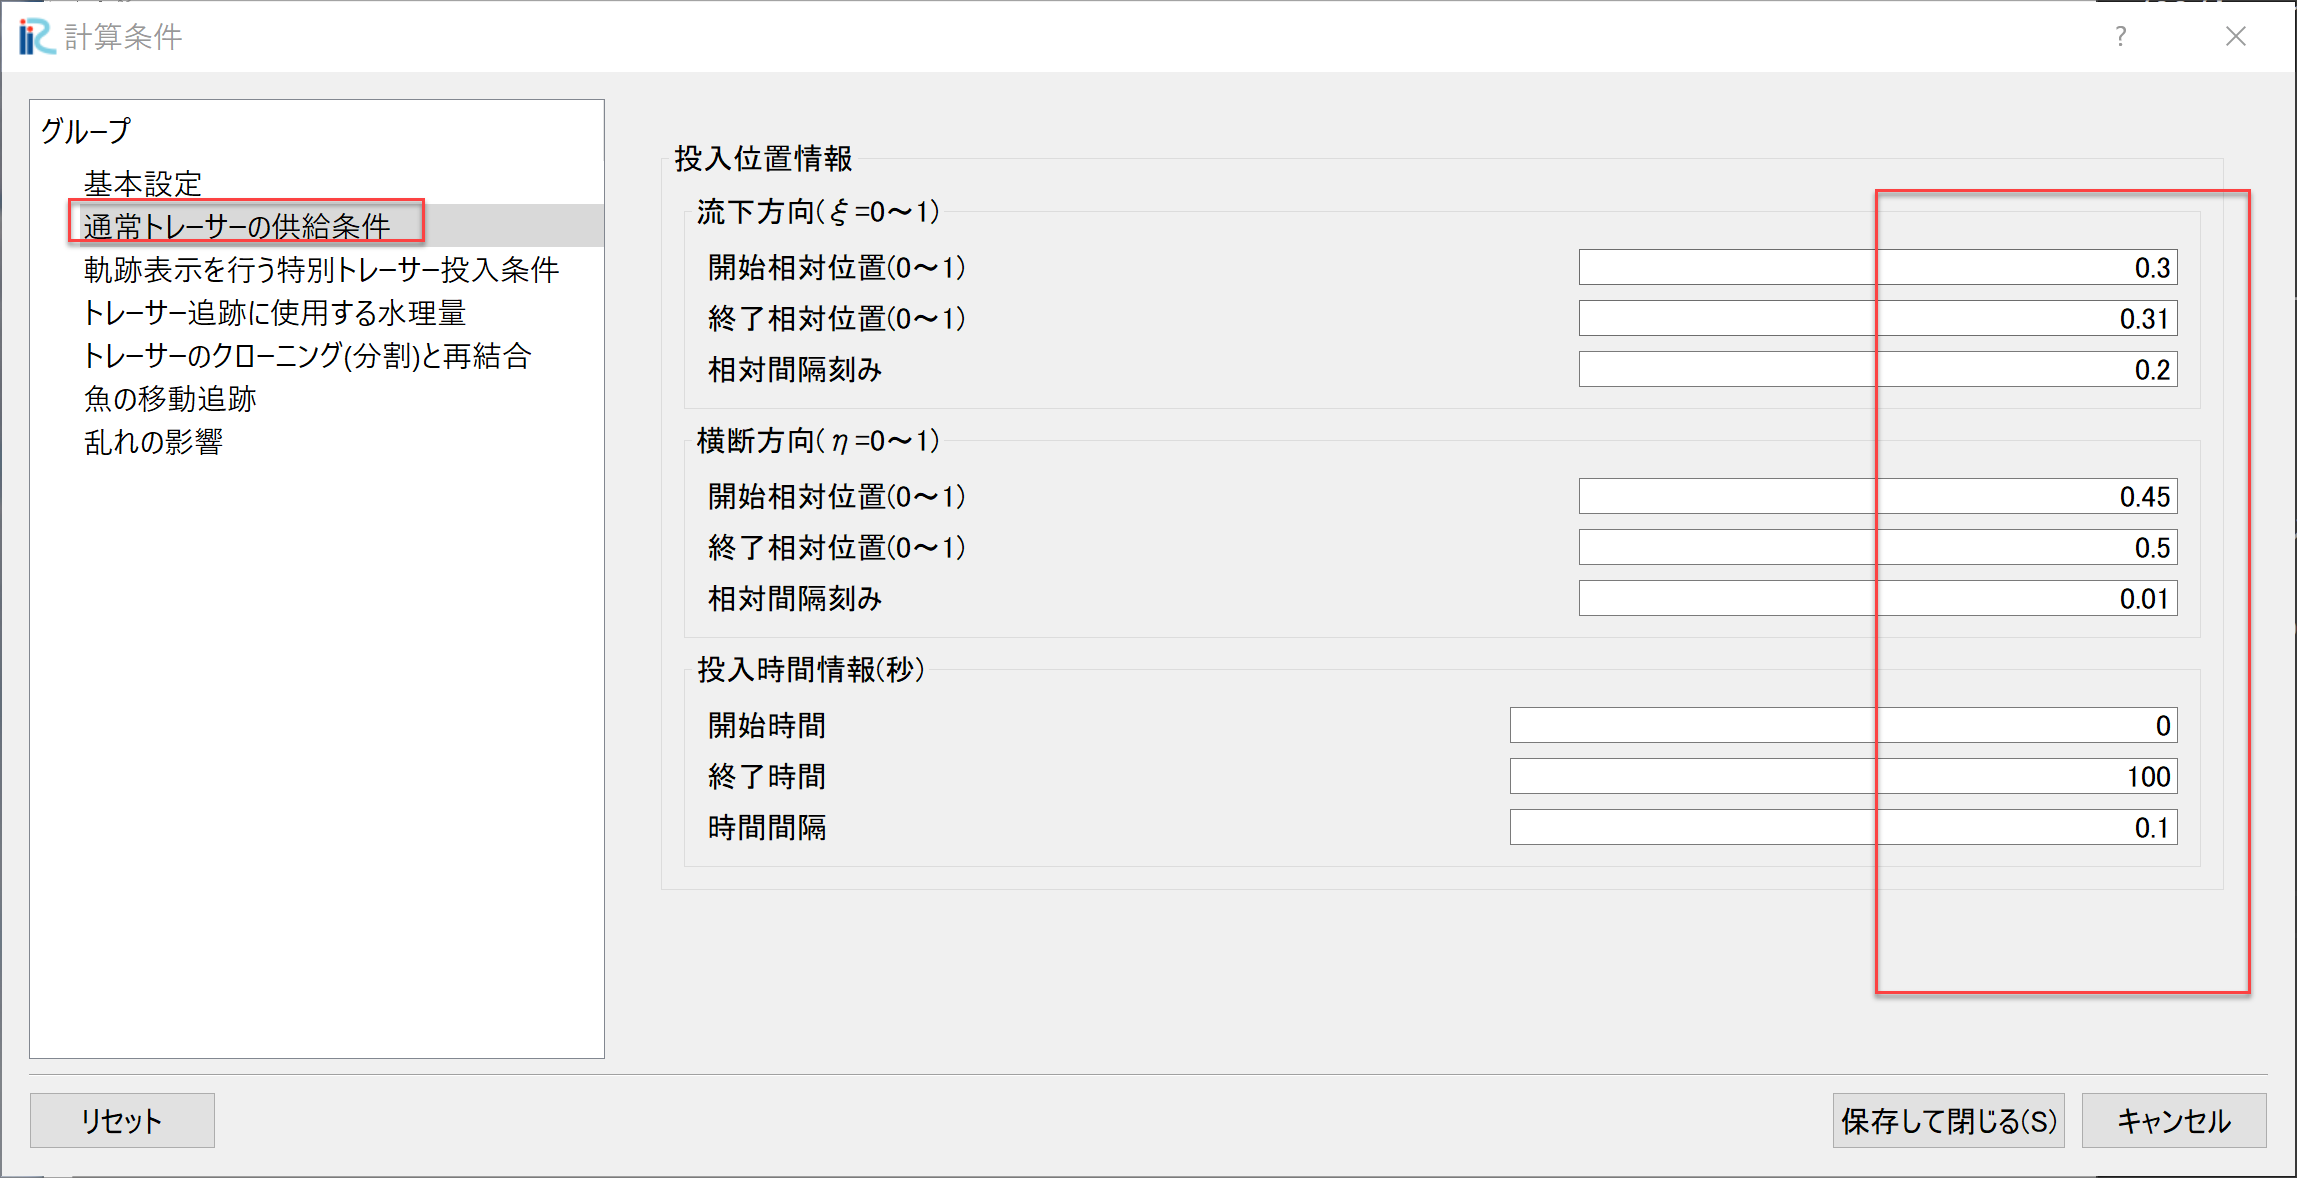 iRC 計算条件
?
グループ
基本設定
通常トレーサーの供給条件
軌跡表示を行う特別トレーサー投入条件
トレーサー追跡に使用する水理量
トレーサーのクローニング(分割)と再結合
魚の移動追跡
乱れの影響
投入位置情報
流下方向(ξ=0～1)
開始相対位置(0～1) 0.3
終了相対位置(0～1) 0.31
相対間隔刻み 0.2
横断方向(η=0～1)
開始相対位置(0～1) 0.45
終了相対位置(0～1) 0.5
相対間隔刻み 0.01
投入時間情報(秒)
開始時間 0
終了時間 100
時間間隔 0.1
リセット
保存して閉じる(S)
キャンセル